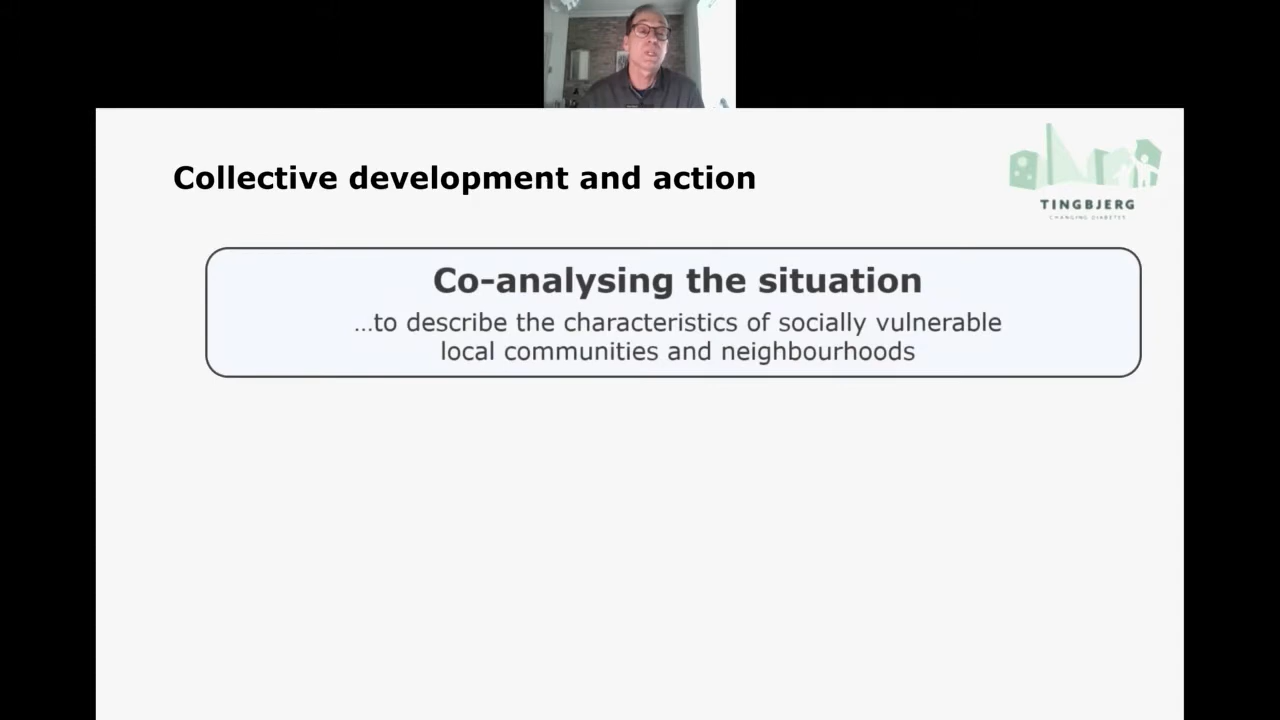 Collective development and action
TINGBJERG
CHANGING DIABETES
Co-analysing the situation
…to describe the characteristics of socially vulnerable
local communities and neighbourhoods